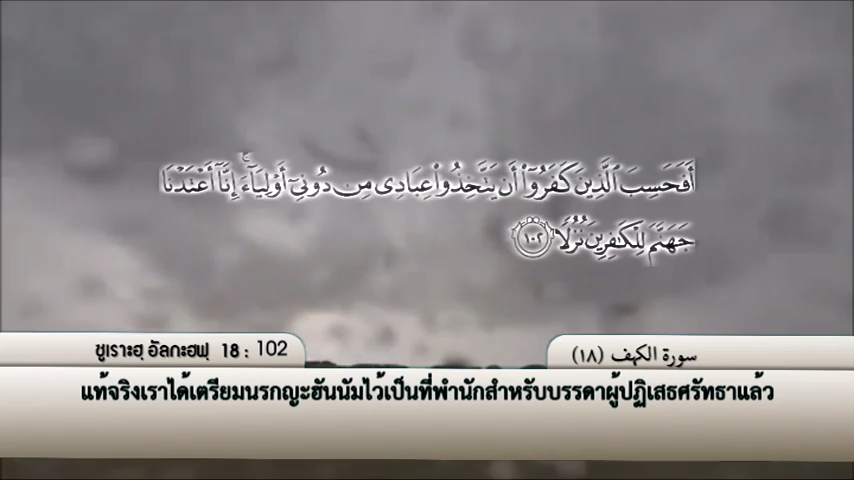 أَفَحَسِبَ ٱلَّذِينَ كَفَرُوٓا۟ أَن يَتَّخِذُوا۟ عِبَادِى مِن دُونِىٓ أَوْلِيَآءَ ۚ إِنَّآ أَعْتَدْنَا
جَهَنَّمَ لِلْكَٰفِرِينَ نُزُلًا ١٠٢
ซูเราะฮฺ อัลกะฮฟฺ 18 : 102
سورة الكهف (١٨)
แท้จริงเราได้เตรียมนรกญะฮันนัมไว้เป็นที่พำนักสำหรับบรรดาผู้ปฏิเสธศรัทธาแล้ว